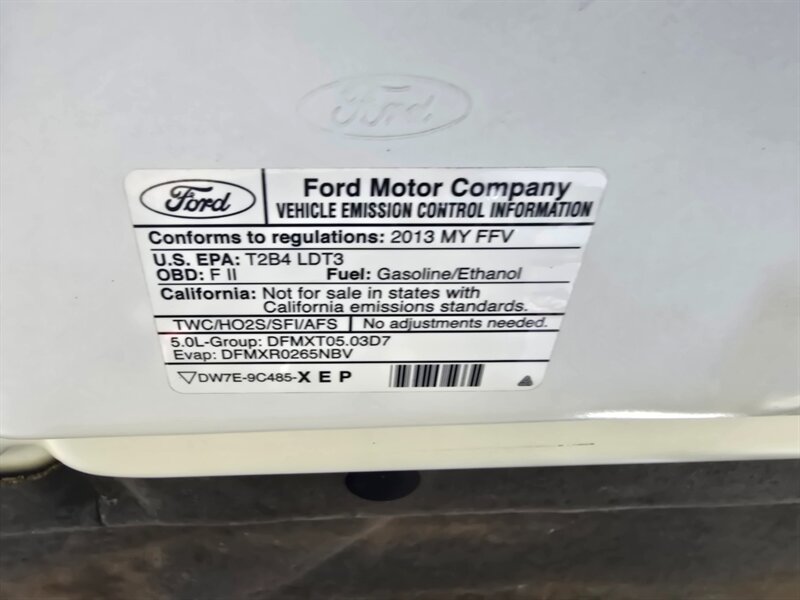 Ford
Ford
Ford Motor Company
VEHICLE EMISSION CONTROL INFORMATION
Conforms to regulations: 2013 MY FFV
U.S. EPA: T2B4 LDT3
OBD: F II Fuel: Gasoline/Ethanol
California: Not for sale in states with
California emissions standards.
TWC/HO2S/SFI/AFS No adjustments needed.
5.0L-Group: DFMXT05.03D7
Evap: DFMXR0265NBV
DW7E-9C485-X E P